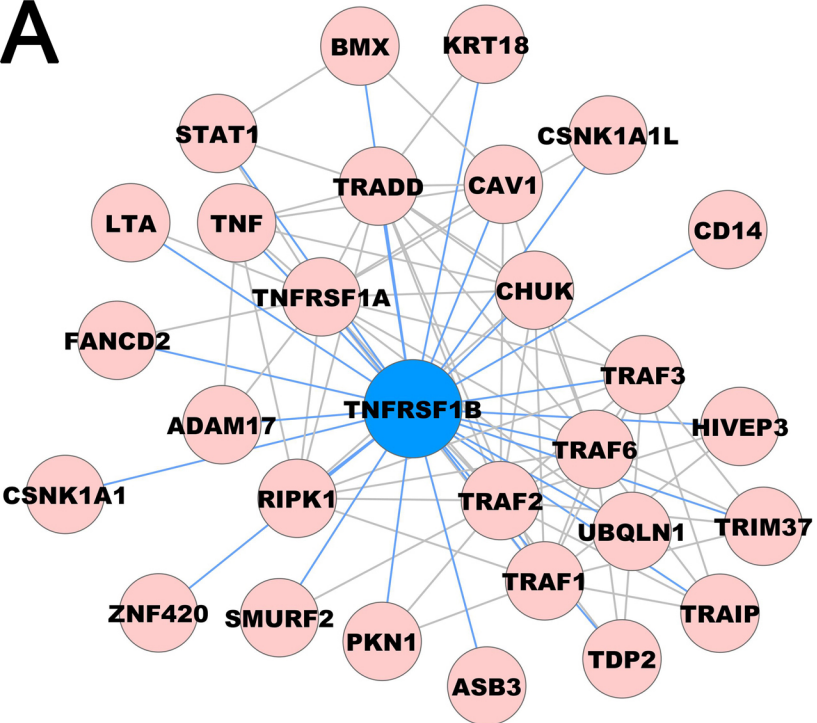 A
BMX
KRT18
STAT1
CSNK1A1L
TRADD
CAV1
LTA
TNF
CD14
TNFRSF1A
CHUK
FANCD2
TRAF3
TNFRSF1B
ADAM17
HIVEP3
TRAF6
CSNK1A1
RIPK1
TRAF2
UBQLN1
TRIM37
TRAF1
ZNF420
SMURF2
TRAIP
PKN1
TDP2
ASB3